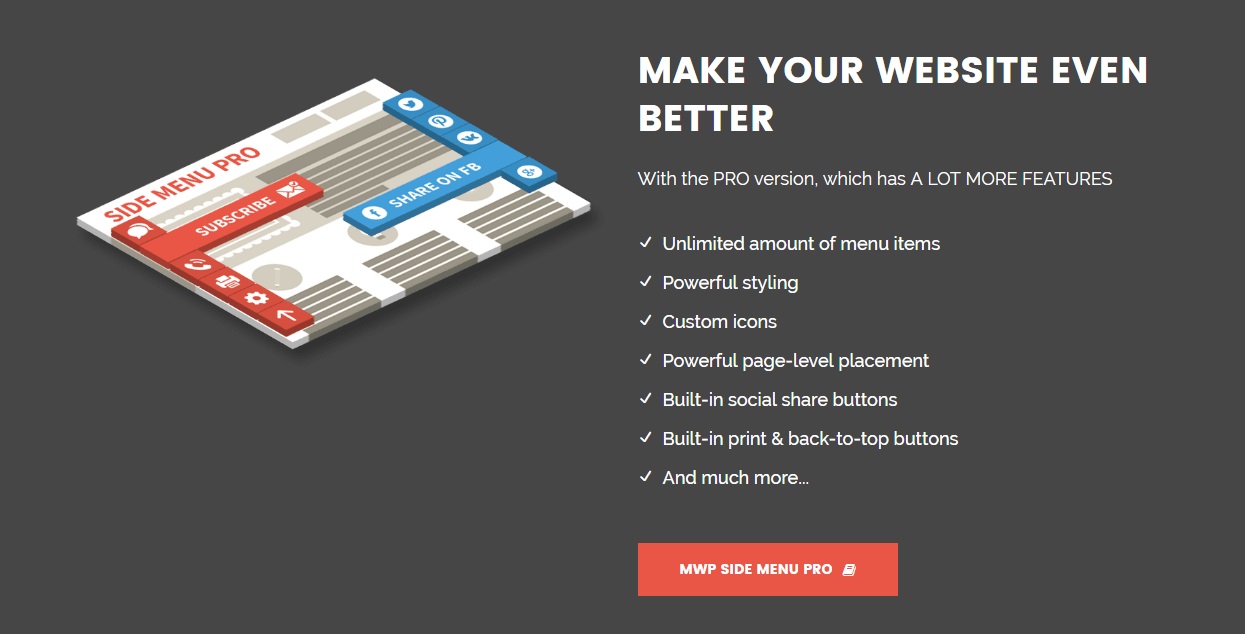 MAKE YOUR WEBSITE EVEN
BETTER
With the PRO version, which has A LOT MORE FEATURES
Unlimited amount of menu items
Powerful styling
Custom icons
Powerful page-level placement
Built-in social share buttons
Built-in print & back-to-top buttons
And much more...
MWP SIDE MENU PRO
SIDE MENU PRO
SUBSCRIBE
SHARE ON FB